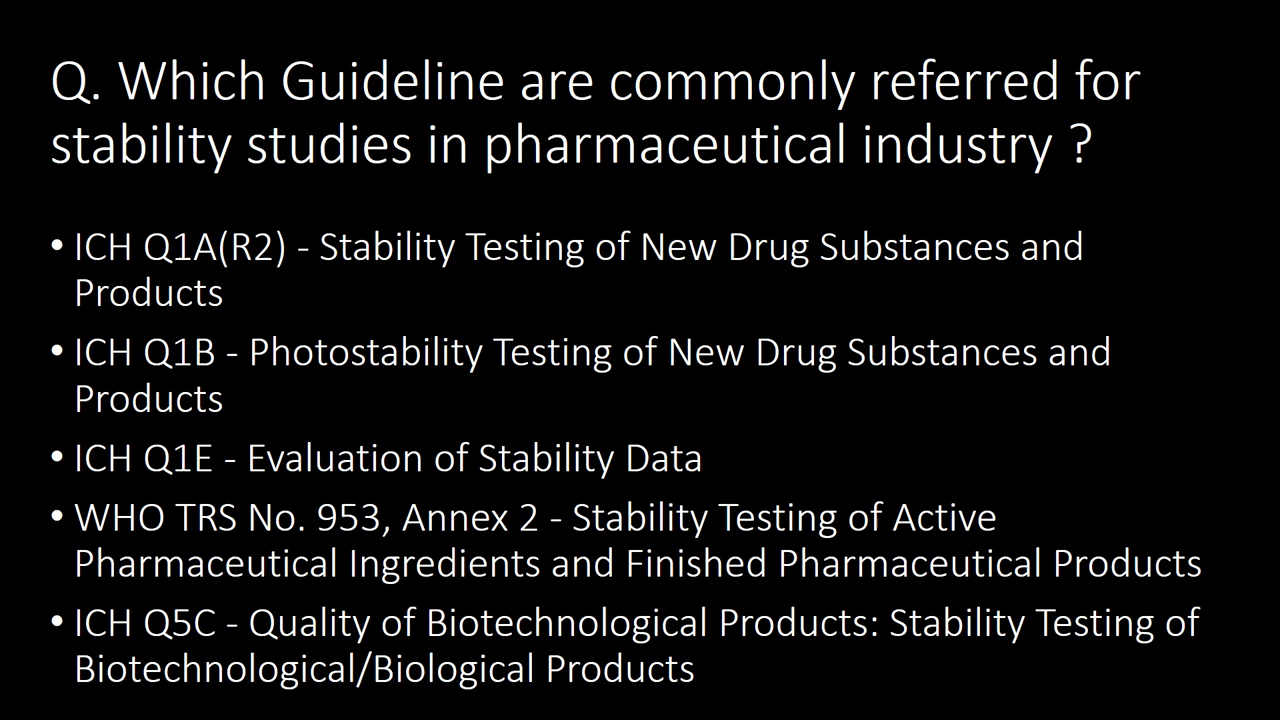 Q. Which Guideline are commonly referred for
stability studies in pharmaceutical industry ?
• ICH Q1A(R2) - Stability Testing of New Drug Substances and
Products
• ICH Q1B - Photostability Testing of New Drug Substances and
Products
• ICH Q1E - Evaluation of Stability Data
• WHO TRS No. 953, Annex 2 - Stability Testing of Active
Pharmaceutical Ingredients and Finished Pharmaceutical Products
• ICH Q5C - Quality of Biotechnological Products: Stability Testing of
Biotechnological/Biological Products